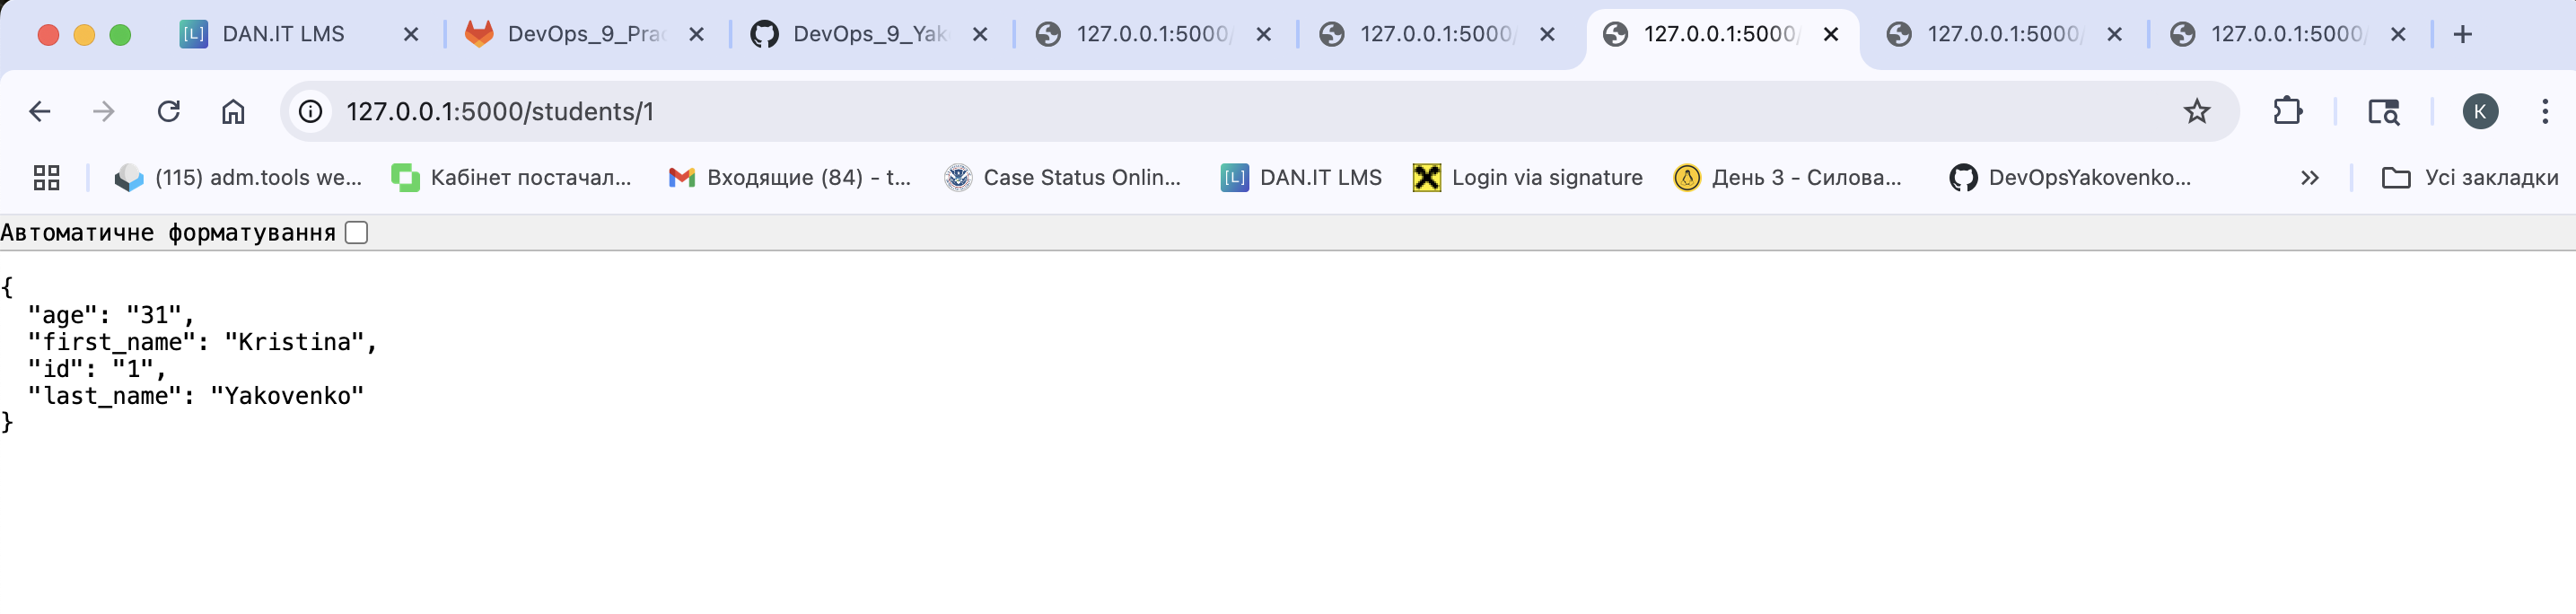 DAN.IT LMS DevOps_9_Prac DevOps_9_Yak 127.0.0.1:5000/ 127.0.0.1:5000/ 127.0.0.1:5000/ 127.0.0.1:5000/ 127.0.0.1:5000/
127.0.0.1:5000/students/1 K
(115) adm.tools we... Кабінет постачал... Входящие (84) - t... Case Status Onlin... [L] DAN.IT LMS Login via signature День 3 - Силова... DevOpsYakovenko... » Усі закладки
Автоматичне форматування
{
"age": "31",
"first_name": "Kristina",
"id": "1",
"last_name": "Yakovenko"
}